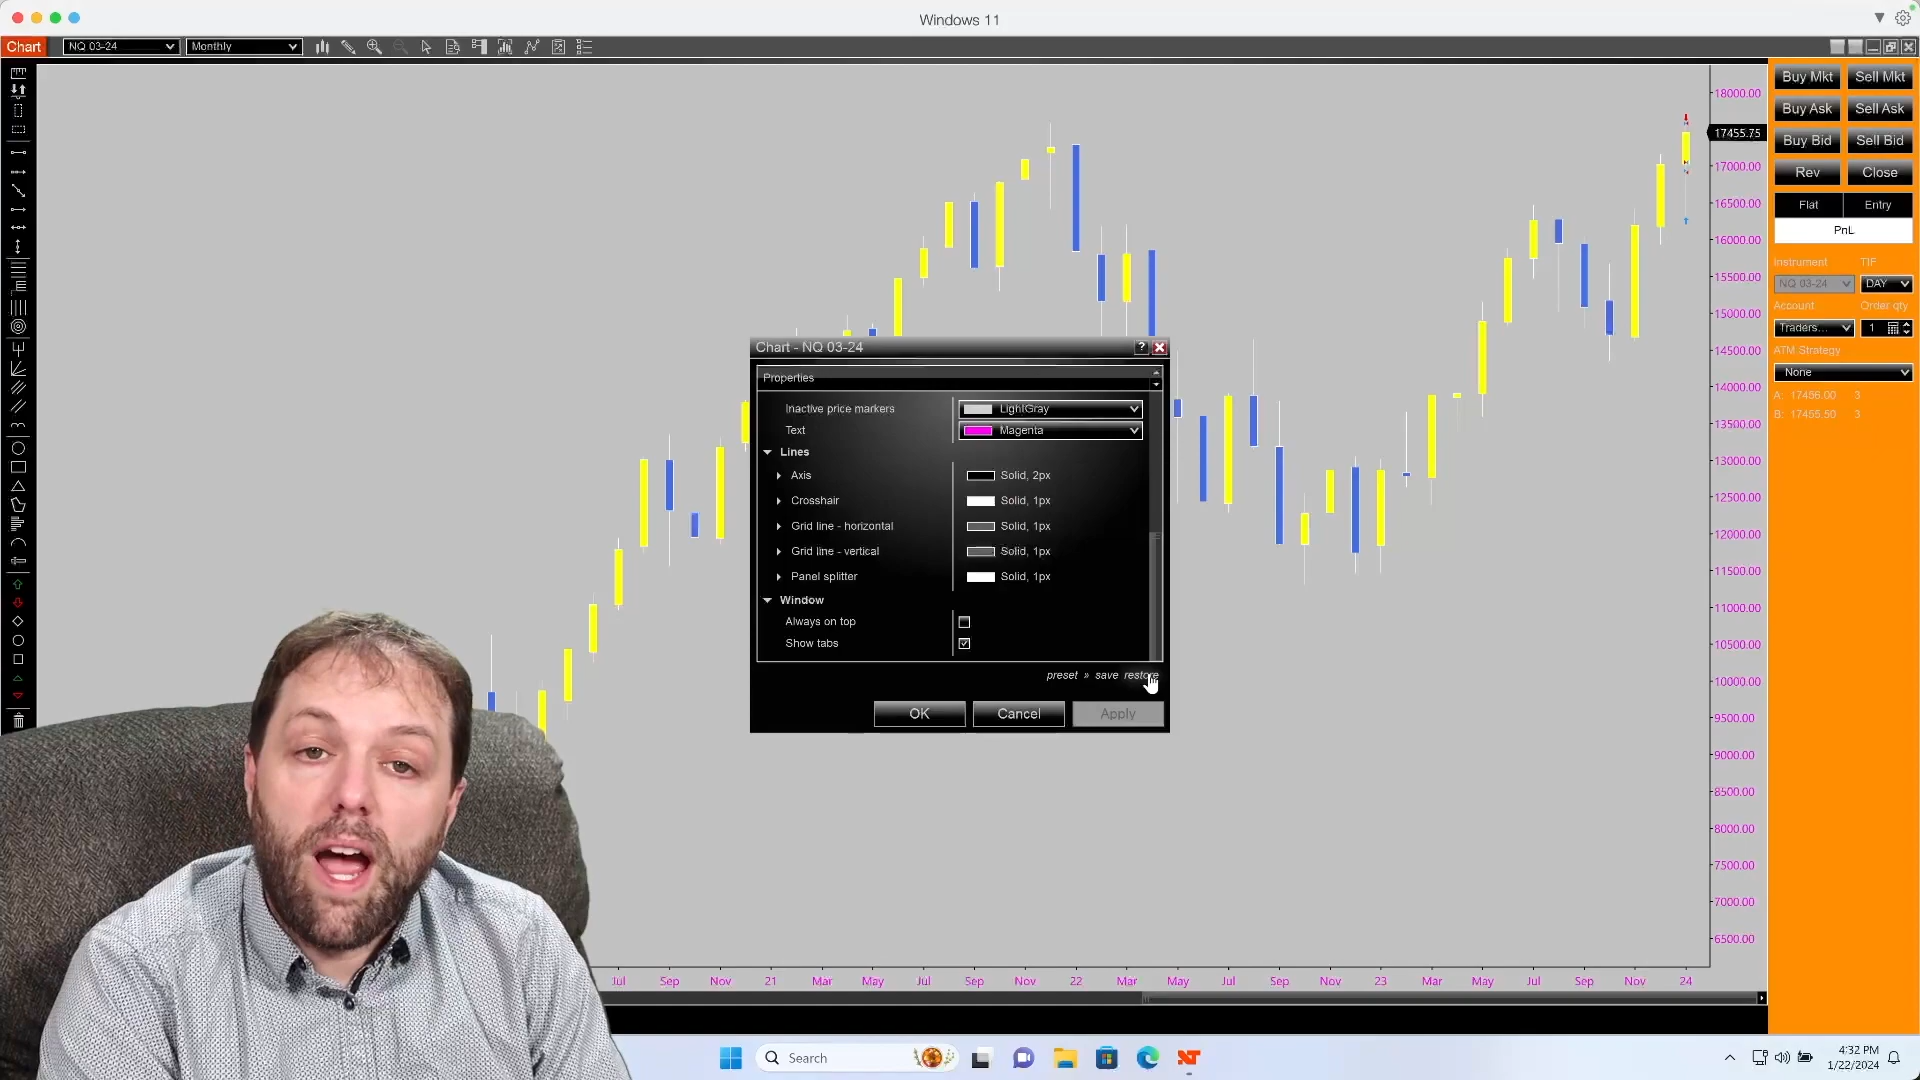 Windows 11
Chart NQ 03-24 Monthly
Buy Mkt Sell Mkt
Buy Ask Sell Ask
Buy Bid Sell Bid
Rev Close
Flat Entry
PnL
Instrument TIF
NQ 03-24 DAY
Account Order qty
Traders... 1
ATM Strategy
None
A: 17456.00 3
B: 17455.50 3
18000.00
17455.75
17000.00
16500.00
16000.00
15500.00
15000.00
14500.00
14000.00
13500.00
13000.00
12500.00
12000.00
11500.00
11000.00
10500.00
10000.00
9500.00
9000.00
8500.00
8000.00
7500.00
7000.00
6500.00
Chart - NQ 03-24 ?
Properties
Inactive price markers LightGray
Text Magenta
Lines
Axis Solid, 2px
Crosshair Solid, 1px
Grid line - horizontal Solid, 1px
Grid line - vertical Solid, 1px
Panel splitter Solid, 1px
Window
Always on top
Show tabs
preset » save restore
OK Cancel Apply
Jul Sep Nov 21 Mar May Jul Sep Nov 22 Mar May Jul Sep Nov 23 Mar May Jul Sep Nov 24
Search
4:32 PM
1/22/2024